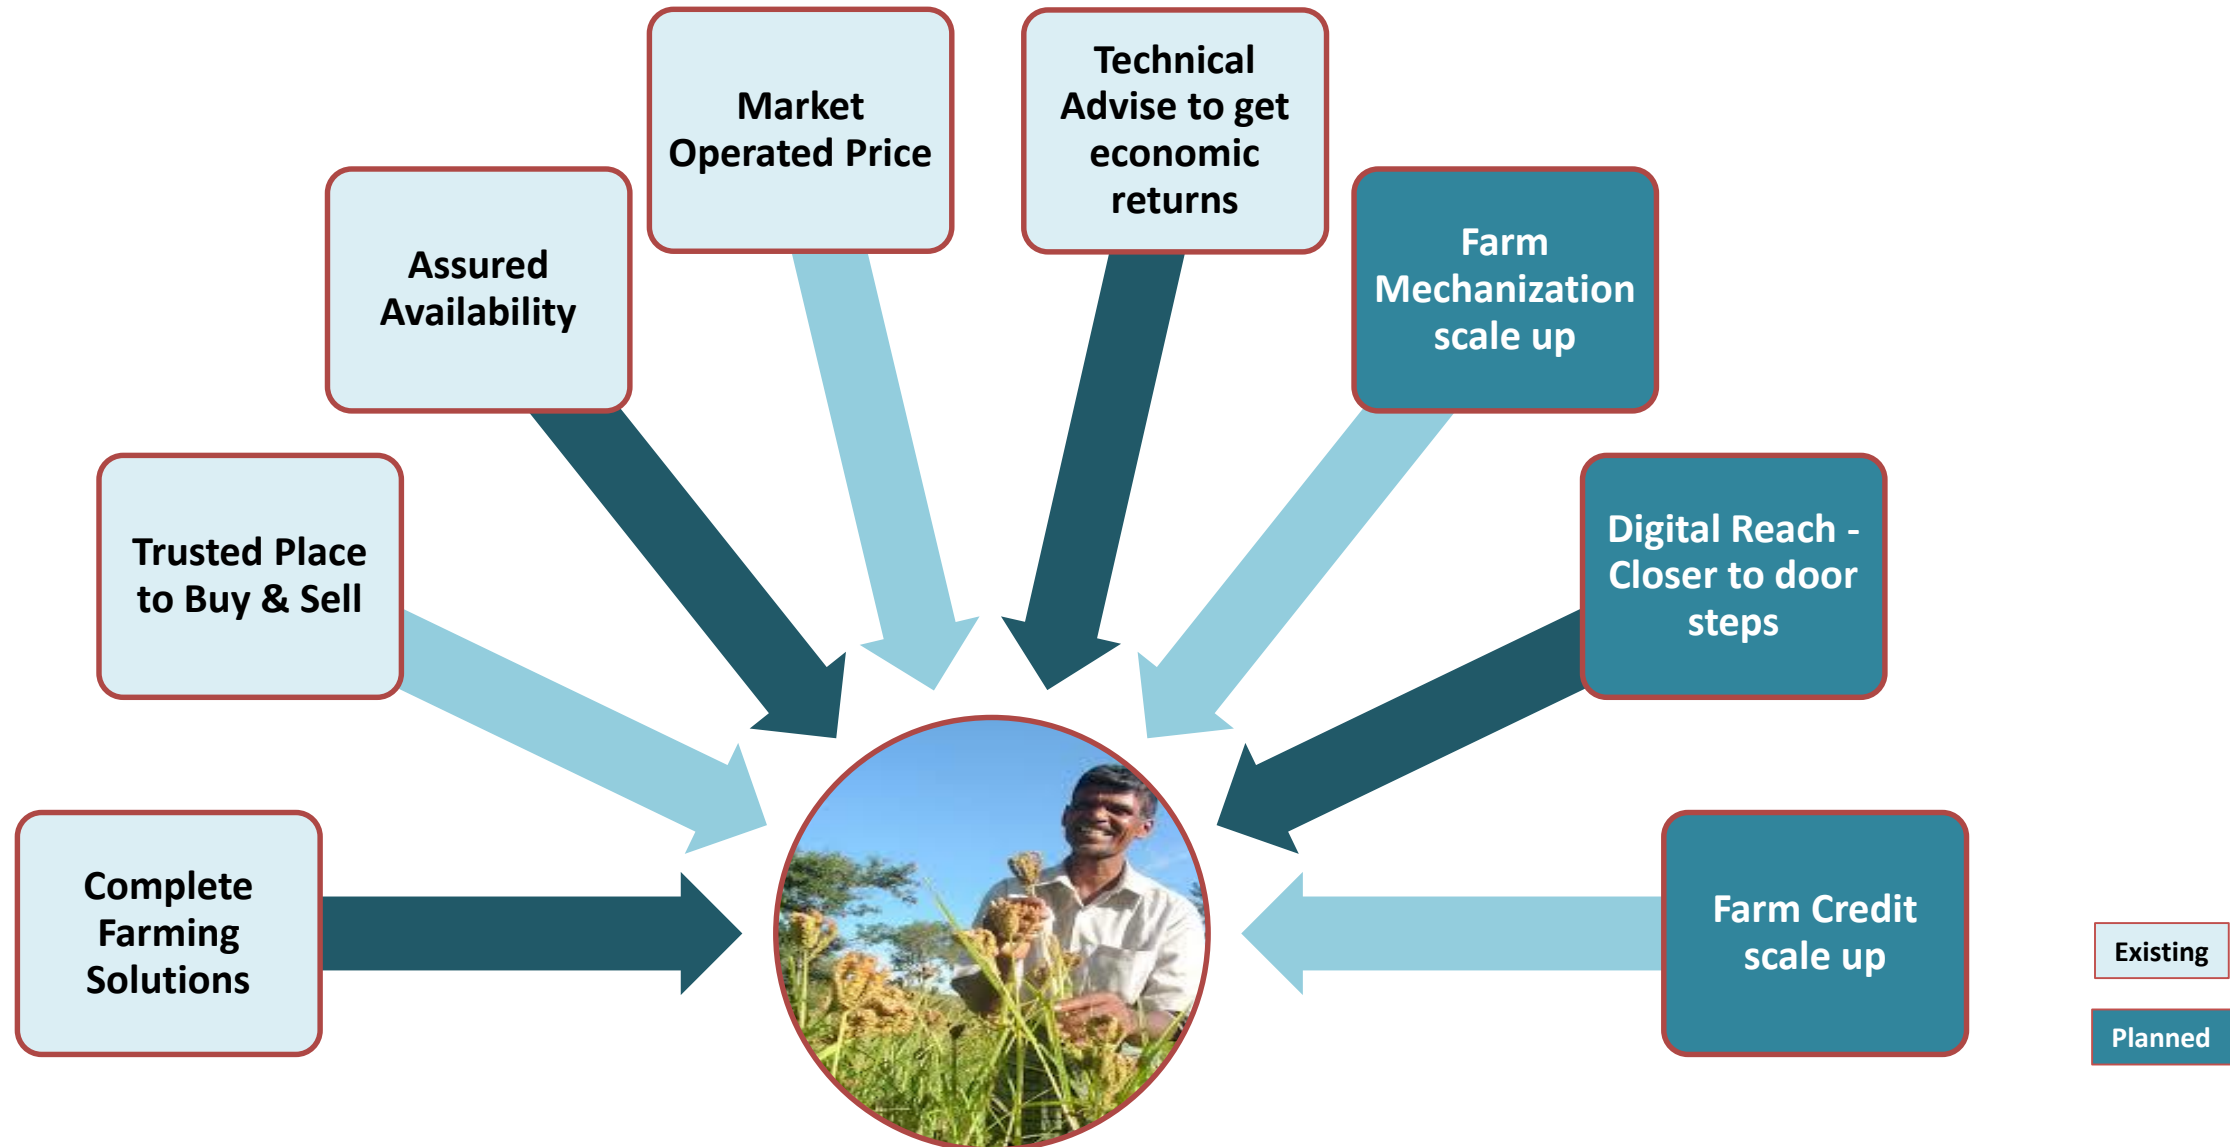 Complete
Farming
Solutions
Trusted Place
to Buy & Sell
Assured
Availability
Market
Operated Price
Technical
Advise to get
economic
returns
Farm
Mechanization
scale up
Digital Reach -
Closer to door
steps
Farm Credit
scale up
Existing
Planned